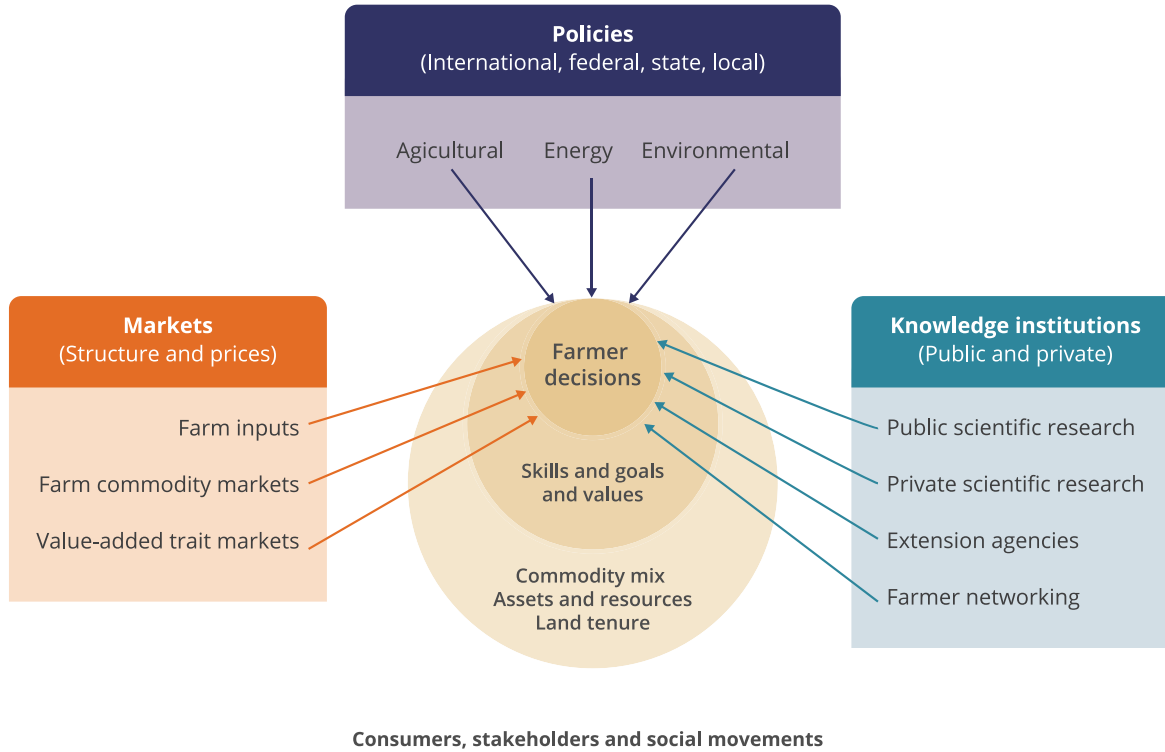 Policies
(International, federal, state, local)
Agicultural Energy Environmental
Markets
(Structure and prices)
Farm inputs
Farm commodity markets
Value-added trait markets
Farmer
decisions
Skills and goals
and values
Commodity mix
Assets and resources
Land tenure
Knowledge institutions
(Public and private)
Public scientific research
Private scientific research
Extension agencies
Farmer networking
Consumers, stakeholders and social movements